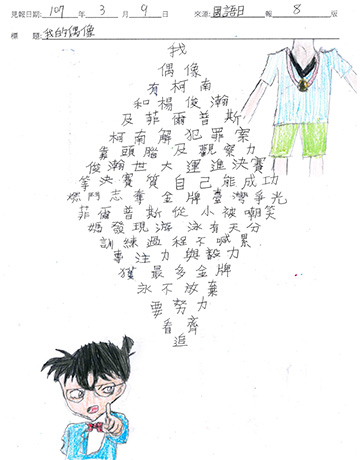 見報日期: 107 年 3 月 9 日 來源: 國語日 報 8 版
標 題: 我的偶像
我
偶像
有柯南
和楊俊瀚
及菲爾普斯
柯南解犯罪案
靠頭腦及觀察力
俊瀚世大運進決賽
等決賽質自己能成功
燃鬥志奪金牌臺灣爭光
菲爾普斯從小被嘲笑
媽發現游泳有天分
訓練過程不喊累
專注力與毅力
獲最多金牌
永不放棄
要努力
看齊
追